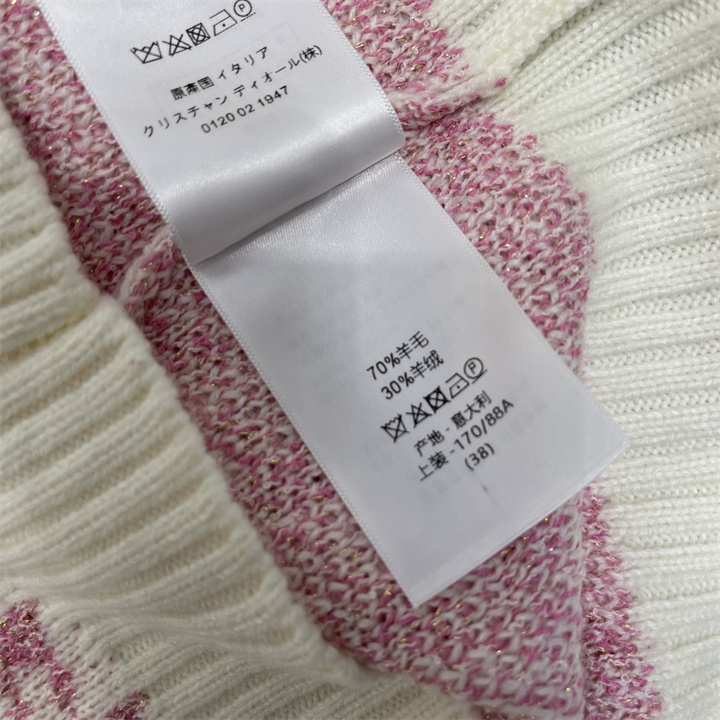 原産国 イタリア
クリスチャン ディオール(株)
0120 02 1947
70%羊毛
30%羊绒
产地 - 意大利
上装 -170/88A
(38)